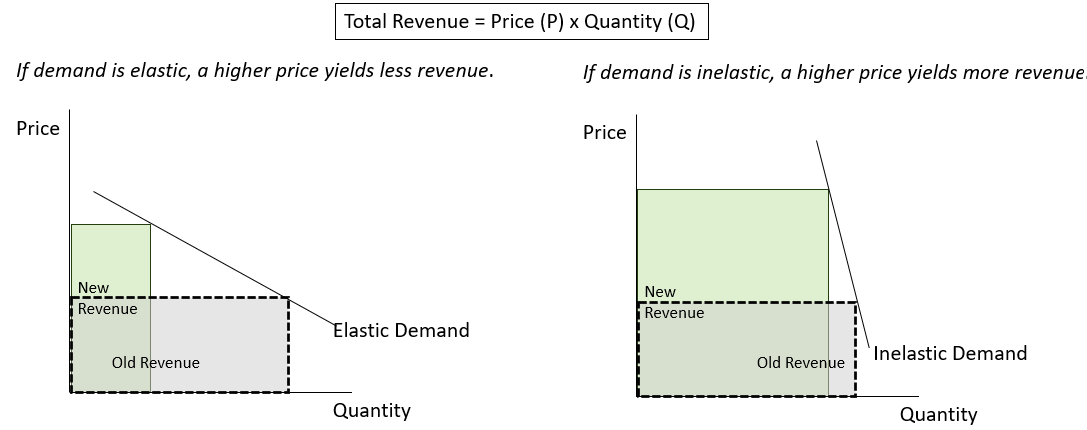 Total Revenue = Price (P) x Quantity (Q)
If demand is elastic, a higher price yields less revenue.
Price
New
Revenue
Old Revenue
Elastic Demand
Quantity
If demand is inelastic, a higher price yields more revenue.
Price
New
Revenue
Old Revenue
Inelastic Demand
Quantity